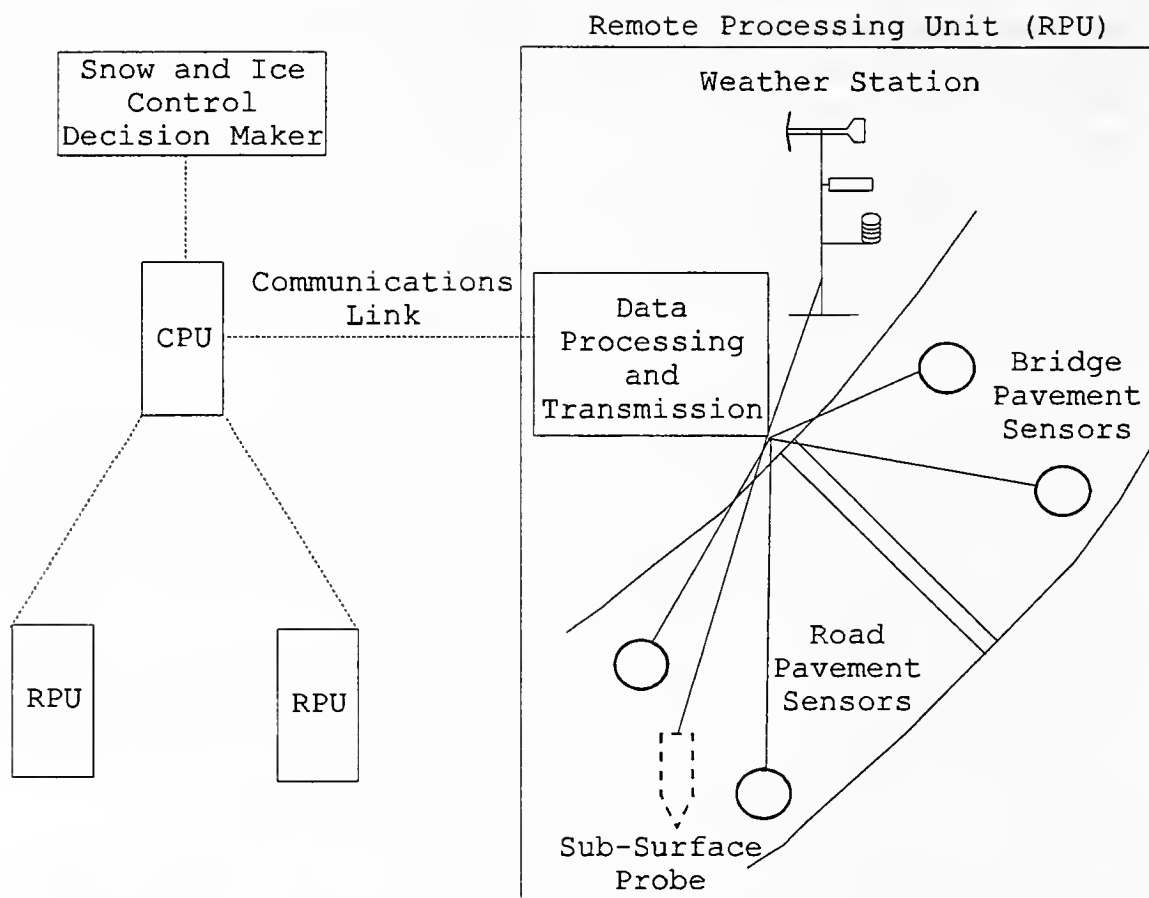 Remote Processing Unit (RPU)
Snow and Ice
Control
Decision Maker
Weather Station
Communications
Link
CPU
Data
Processing
and
Transmission
Bridge
Pavement
Sensors
Road
Pavement
Sensors
RPU
RPU
Sub-Surface
Probe